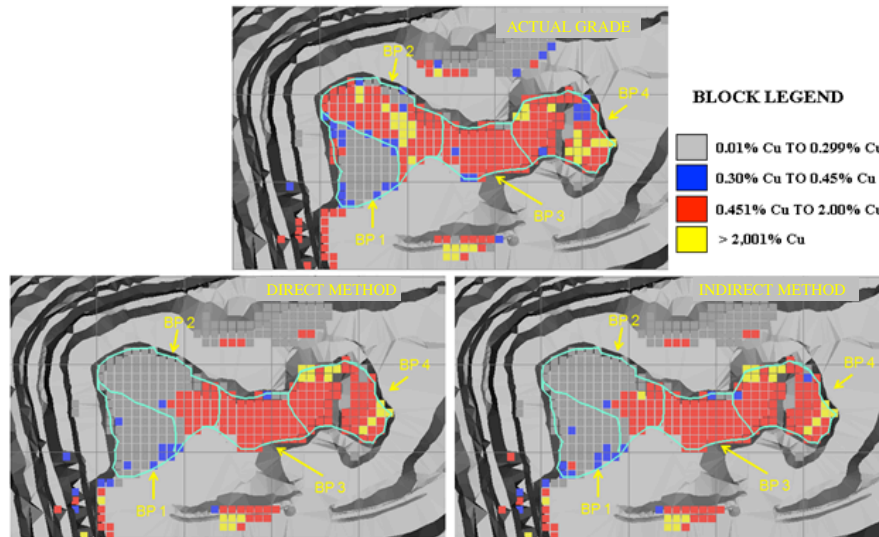 ACTUAL GRADE
BP 2
BP 4
BP 3
BP 1
BLOCK LEGEND
0.01% Cu TO 0.299% Cu
0.30% Cu TO 0.45% Cu
0.451% Cu TO 2.00% Cu
> 2,001% Cu
DIRECT METHOD
BP 2
BP 4
BP 3
BP 1
INDIRECT METHOD
BP 2
BP 4
BP 3
BP 1